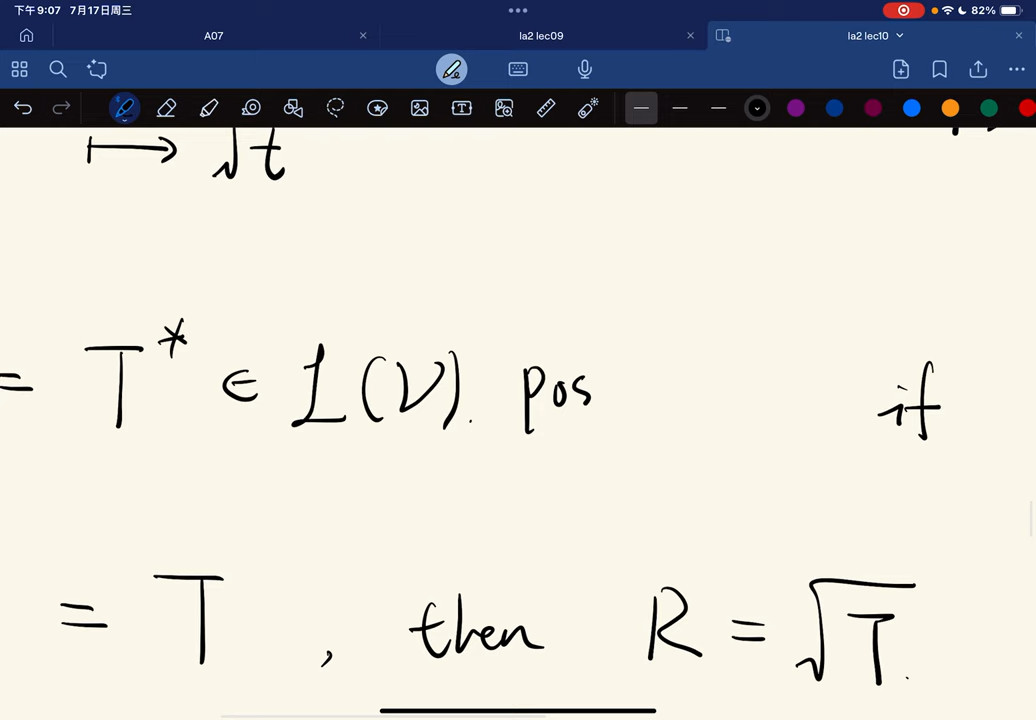 下午9:07 7月17日周三
82%
A07
la2 lec09
la2 lec10
⟼ √t
= T* ∈ L(V). pos if
= T, then R = √T.